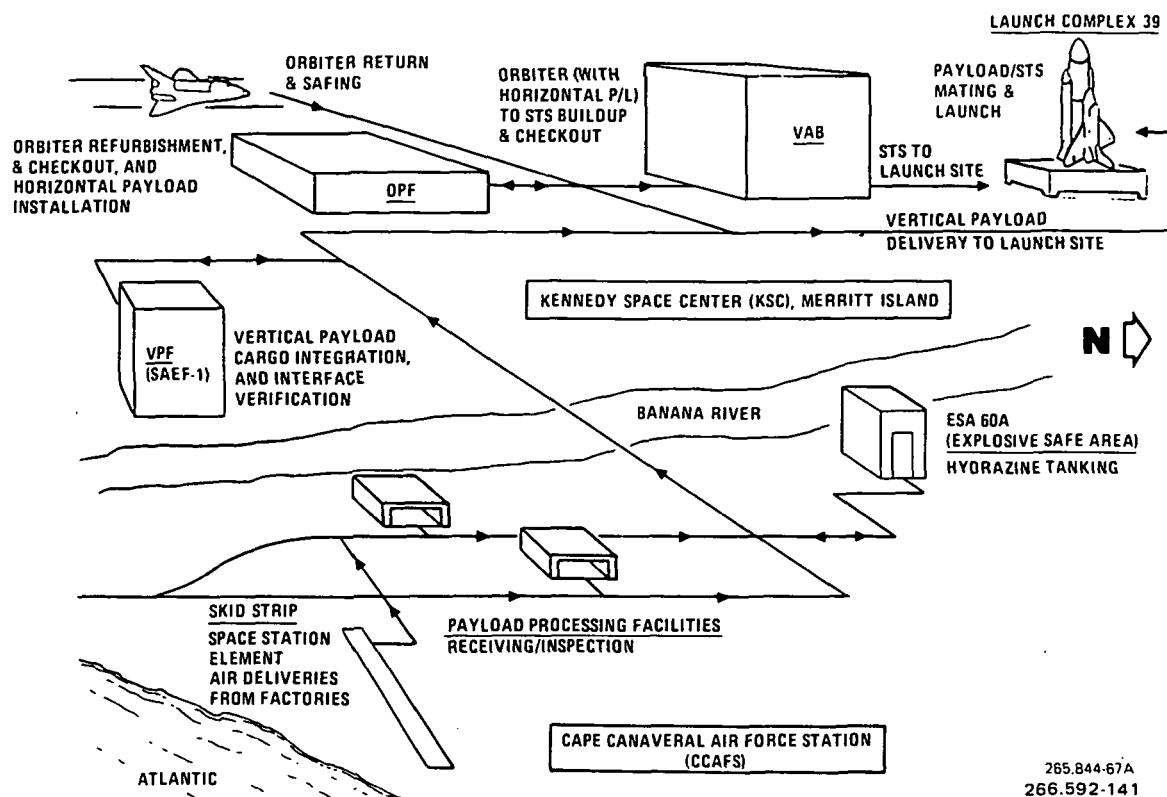 LAUNCH COMPLEX 39
ORBITER RETURN
& SAFING
ORBITER (WITH
HORIZONTAL P/L)
TO STS BUILDUP
& CHECKOUT
VAB
PAYLOAD/STS
MATING &
LAUNCH
ORBITER REFURBISHMENT,
& CHECKOUT, AND
HORIZONTAL PAYLOAD
INSTALLATION
OPF
STS TO
LAUNCH SITE
VERTICAL PAYLOAD
DELIVERY TO LAUNCH SITE
KENNEDY SPACE CENTER (KSC), MERRITT ISLAND
N
VPF
(SAEF-1)
VERTICAL PAYLOAD
CARGO INTEGRATION,
AND INTERFACE
VERIFICATION
BANANA RIVER
ESA 60A
(EXPLOSIVE SAFE AREA)
HYDRAZINE TANKING
SKID STRIP
SPACE STATION
ELEMENT
AIR DELIVERIES
FROM FACTORIES
PAYLOAD PROCESSING FACILITIES
RECEIVING/INSPECTION
CAPE CANAVERAL AIR FORCE STATION
(CCAFS)
ATLANTIC
265.844-67A
266.592-141